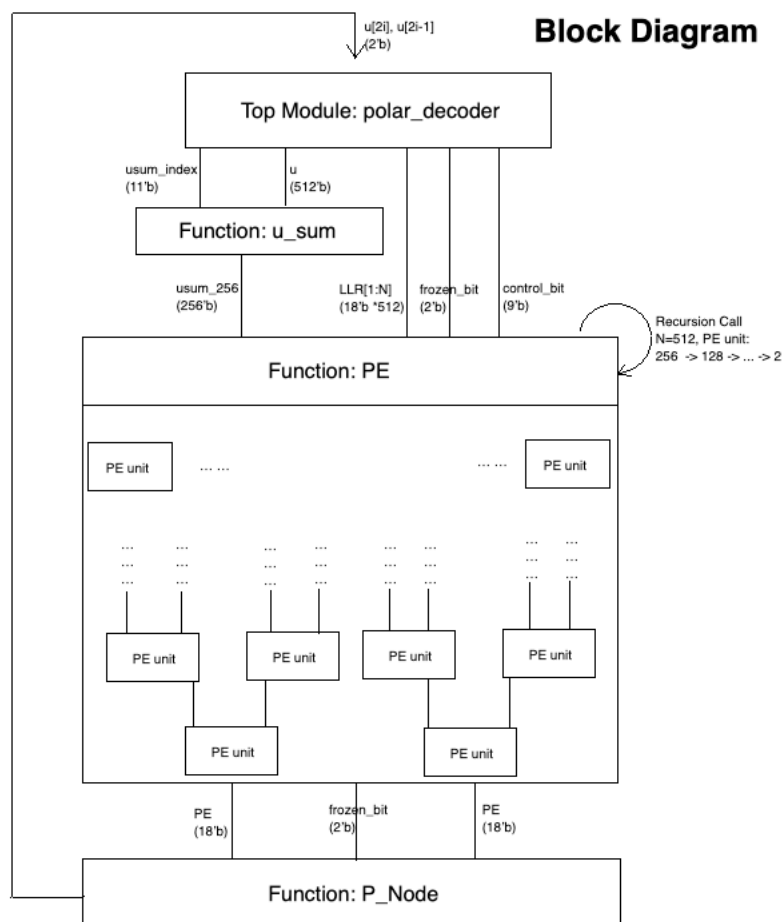 Block Diagram
u[2i], u[2i-1]
(2'b)
Top Module: polar_decoder
usum_index
(11'b)
u
(512'b)
Function: u_sum
usum_256
(256'b)
LLR[1:N]
(18'b *512)
frozen_bit
(2'b)
control_bit
(9'b)
Recursion Call
N=512, PE unit:
256 -> 128 -> ... -> 2
Function: PE
PE unit
... ...
... ...
PE unit
... ... ... ... ... ... ... ...
... ... ... ... ... ... ... ...
... ... ... ... ... ... ... ...
PE unit
PE unit
PE unit
PE unit
PE unit
PE unit
PE
(18'b)
frozen_bit
(2'b)
PE
(18'b)
Function: P_Node